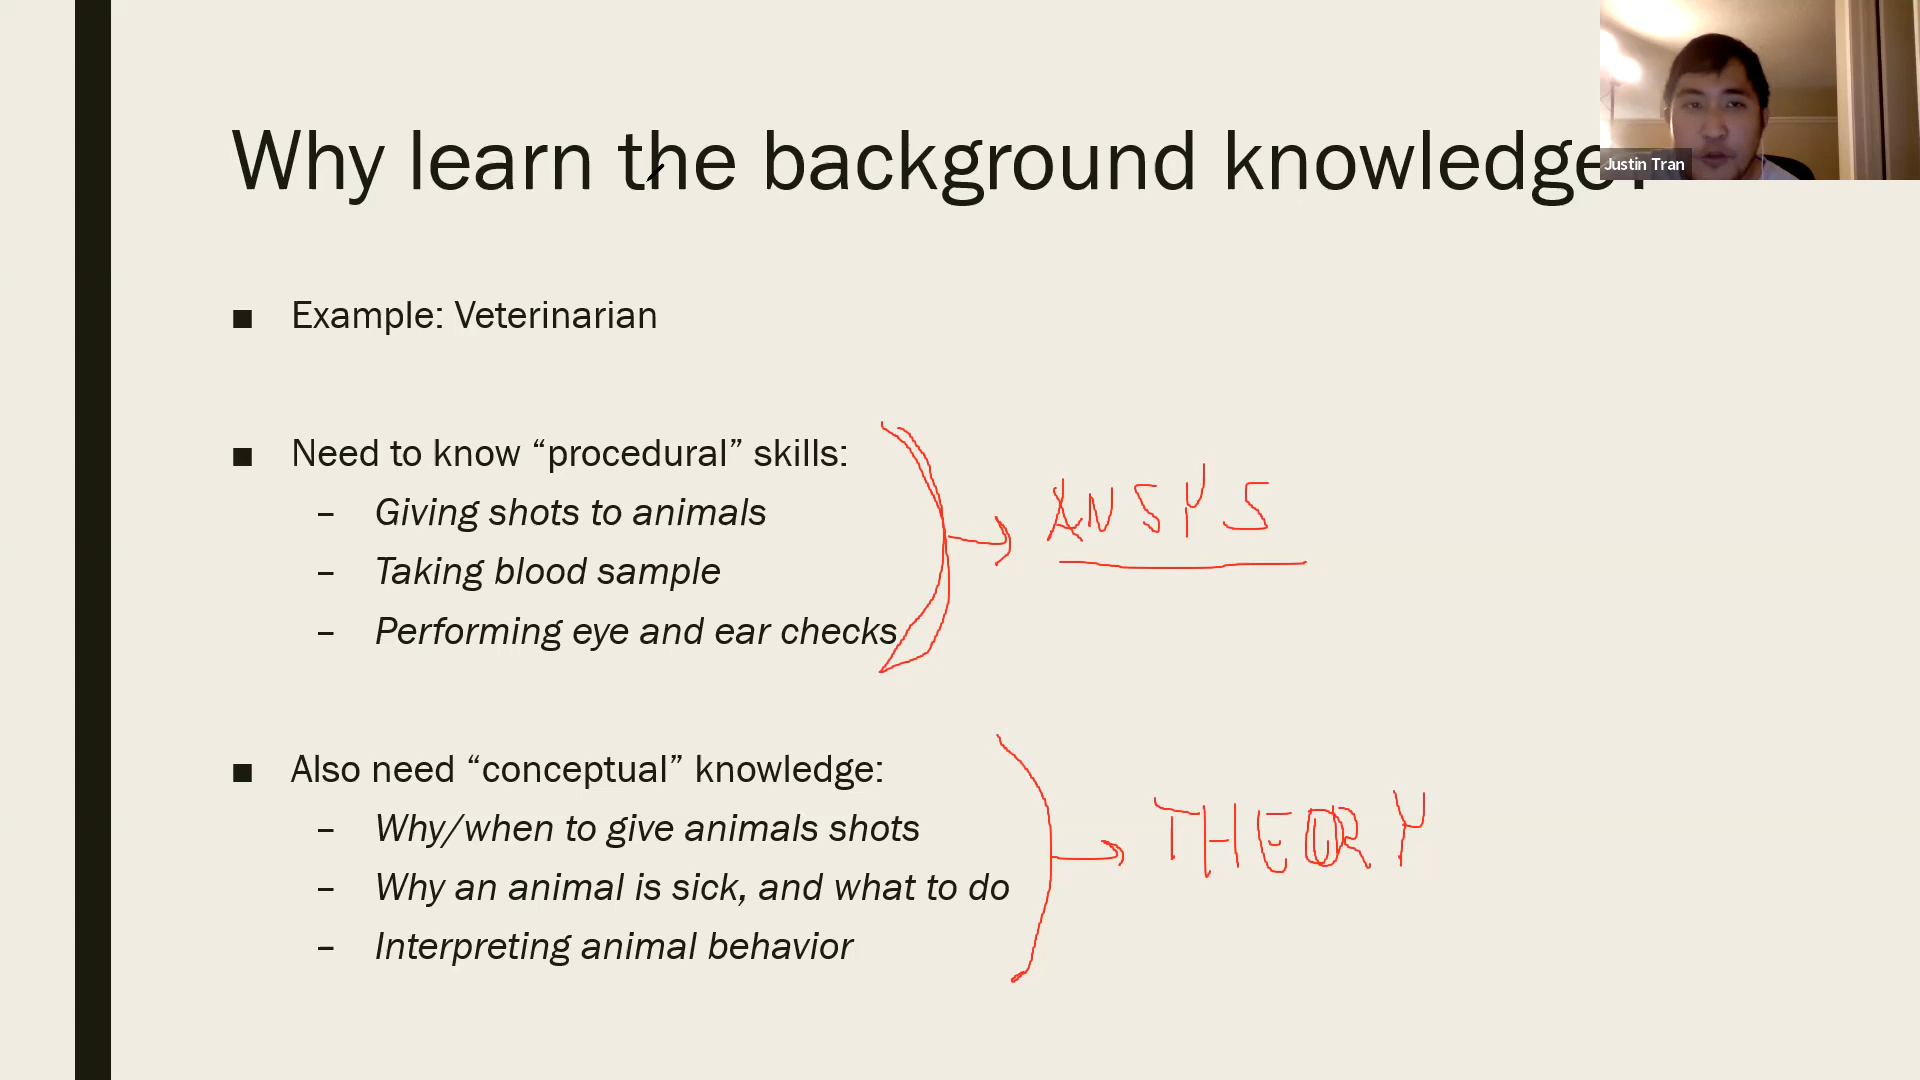 Why learn the background knowledge?
Justin Tran
■ Example: Veterinarian
■ Need to know “procedural” skills:
– Giving shots to animals
– Taking blood sample
– Performing eye and ear checks
ANSYS
■ Also need “conceptual” knowledge:
– Why/when to give animals shots
– Why an animal is sick, and what to do
– Interpreting animal behavior
THEORY